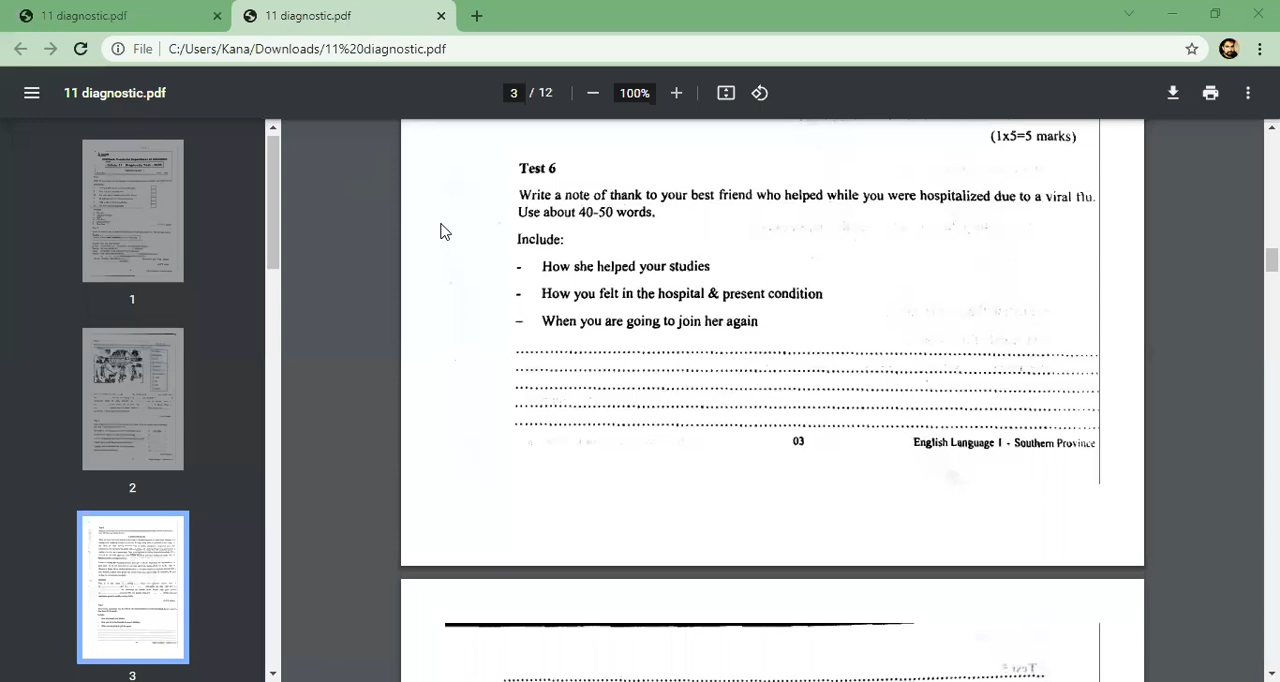 11 diagnostic.pdf
11 diagnostic.pdf
File
C:/Users/Kana/Downloads/11%20diagnostic.pdf
11 diagnostic.pdf
3 / 12
100%
(1x5=5 marks)
Test 6
Write a note of thank to your best friend who helped while you were hospitalized due to a viral flu.
Use about 40-50 words.
Include:
- How she helped your studies
- How you felt in the hospital & present condition
– When you are going to join her again
03
English Language I - Southern Province
1
2
3